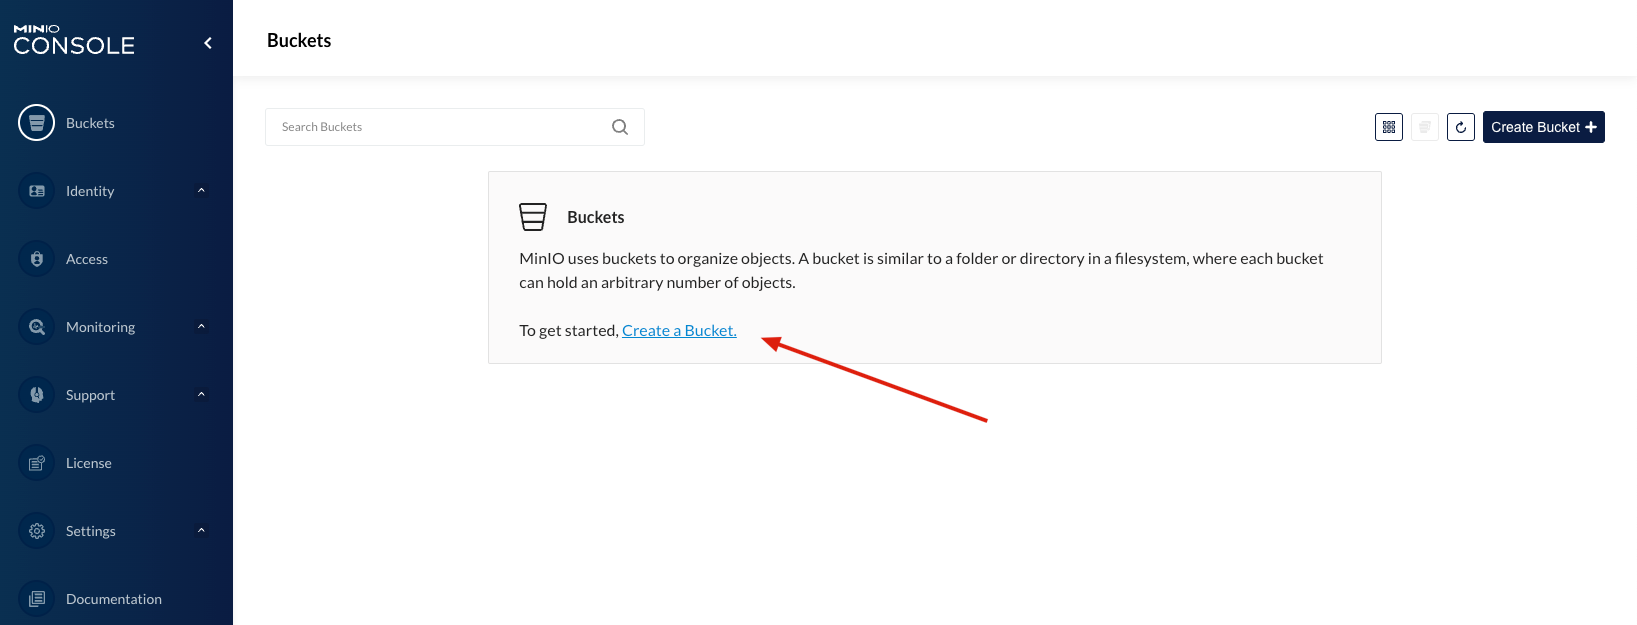 MINIO
CONSOLE
Buckets
Buckets
Identity
Access
Monitoring
Support
License
Settings
Documentation
Search Buckets
Create Bucket
Buckets
MinIO uses buckets to organize objects. A bucket is similar to a folder or directory in a filesystem, where each bucket
can hold an arbitrary number of objects.
To get started, Create a Bucket.